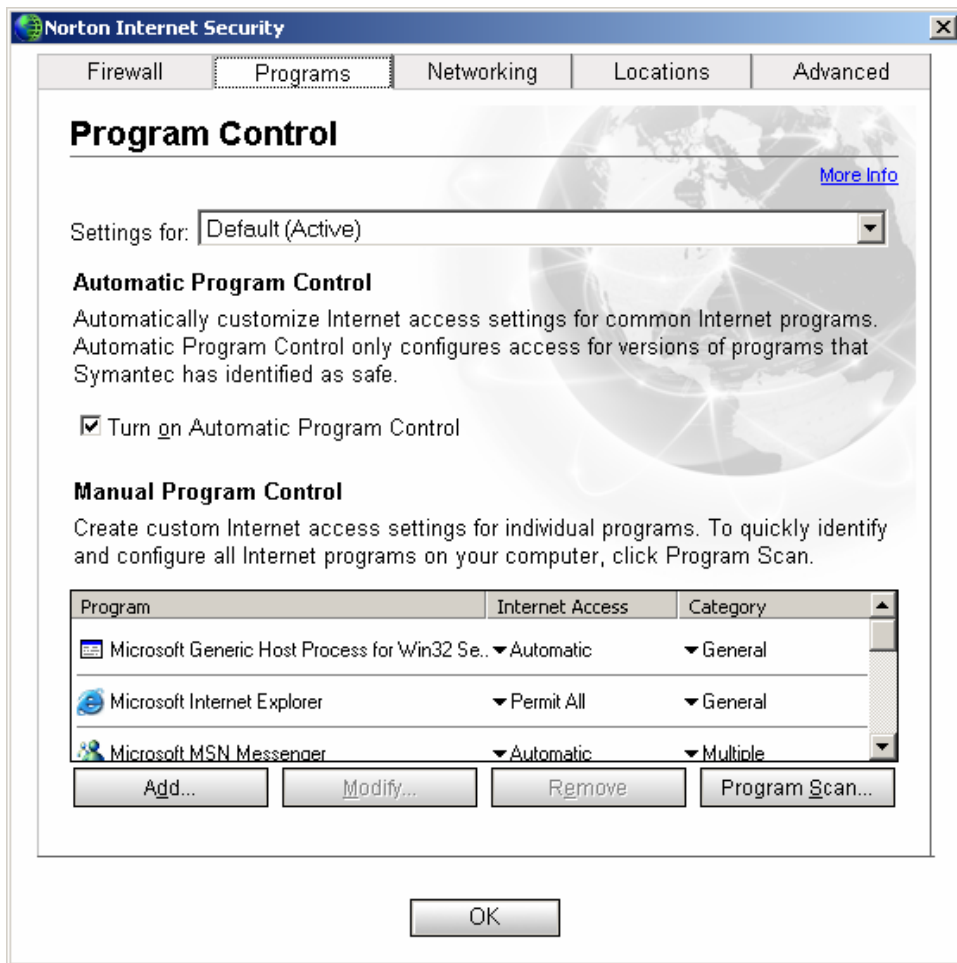 Norton Internet Security
Firewall Programs Networking Locations Advanced
Program Control
More Info
Settings for: Default (Active)
Automatic Program Control
Automatically customize Internet access settings for common Internet programs.
Automatic Program Control only configures access for versions of programs that
Symantec has identified as safe.
Turn on Automatic Program Control
Manual Program Control
Create custom Internet access settings for individual programs. To quickly identify
and configure all Internet programs on your computer, click Program Scan.
Program Internet Access Category
Microsoft Generic Host Process for Win32 Se.. Automatic General
Microsoft Internet Explorer Permit All General
Microsoft MSN Messenger Automatic Multiple
Add... Modify... Remove Program Scan...
OK